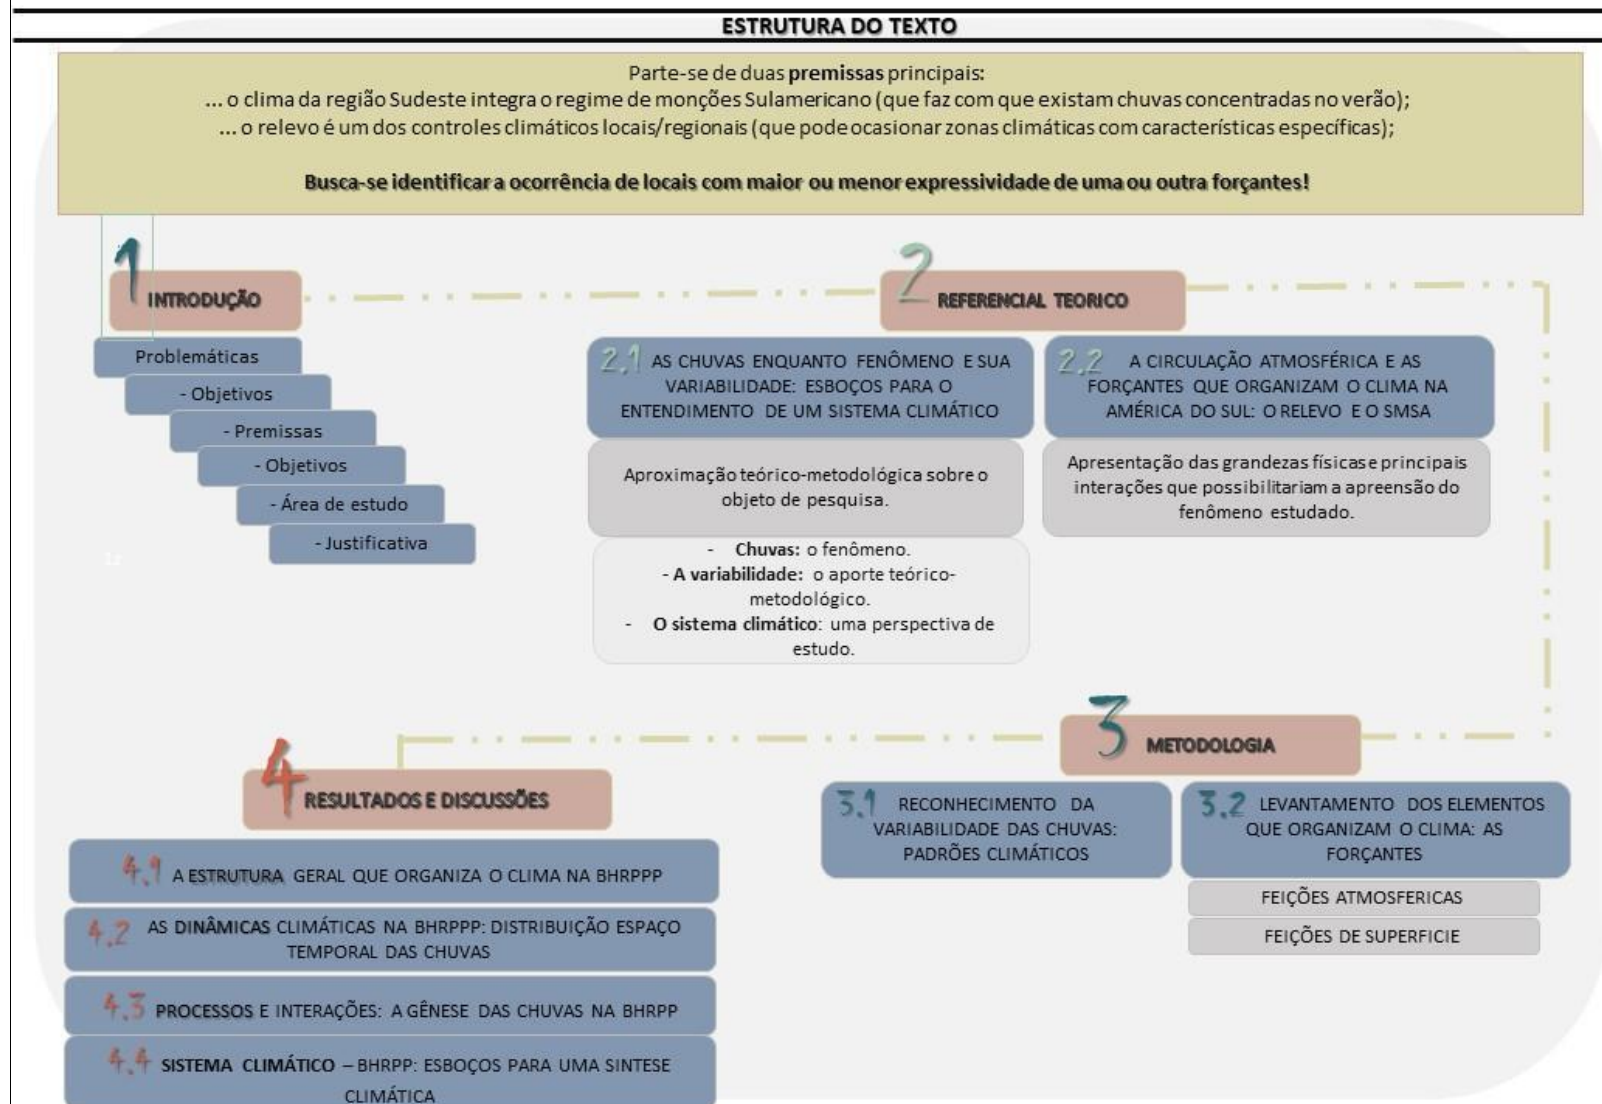 ESTRUTURA DO TEXTO
Parte-se de duas premissas principais:
... o clima da região Sudeste integra o regime de monções Sulamericano (que faz com que existam chuvas concentradas no verão);
... o relevo é um dos controles climáticos locais/regionais (que pode ocasionar zonas climáticas com características específicas);
Busca-se identificar a ocorrência de locais com maior ou menor expressividade de uma ou outra forçantes!
1
INTRODUÇÃO
Problemáticas
- Objetivos
- Premissas
- Objetivos
- Área de estudo
- Justificativa
2
REFERENCIAL TEORICO
2.1 AS CHUVAS ENQUANTO FENÔMENO E SUA
VARIABILIDADE: ESBOÇOS PARA O
ENTENDIMENTO DE UM SISTEMA CLIMÁTICO
Aproximação teórico-metodológica sobre o
objeto de pesquisa.
- Chuvas: o fenômeno.
- A variabilidade: o aporte teórico-
metodológico.
- O sistema climático: uma perspectiva de
estudo.
2.2 A CIRCULAÇÃO ATMOSFÉRICA E AS
FORÇANTES QUE ORGANIZAM O CLIMA NA
AMÉRICA DO SUL: O RELEVO E O SMSA
Apresentação das grandezas físicas e principais
interações que possibilitariam a apreensão do
fenômeno estudado.
3
METODOLOGIA
3.1 RECONHECIMENTO DA
VARIABILIDADE DAS CHUVAS:
PADRÕES CLIMÁTICOS
3.2 LEVANTAMENTO DOS ELEMENTOS
QUE ORGANIZAM O CLIMA: AS
FORÇANTES
FEIÇÕES ATMOSFERICAS
FEIÇÕES DE SUPERFICIE
4
RESULTADOS E DISCUSSÕES
4.1 A ESTRUTURA GERAL QUE ORGANIZA O CLIMA NA BHRPPP
4.2 AS DINÂMICAS CLIMÁTICAS NA BHRPPP: DISTRIBUIÇÃO ESPAÇO
TEMPORAL DAS CHUVAS
4.3 PROCESSOS E INTERAÇÕES: A GÊNESE DAS CHUVAS NA BHRPP
4.4 SISTEMA CLIMÁTICO – BHRPP: ESBOÇOS PARA UMA SINTESE
CLIMÁTICA